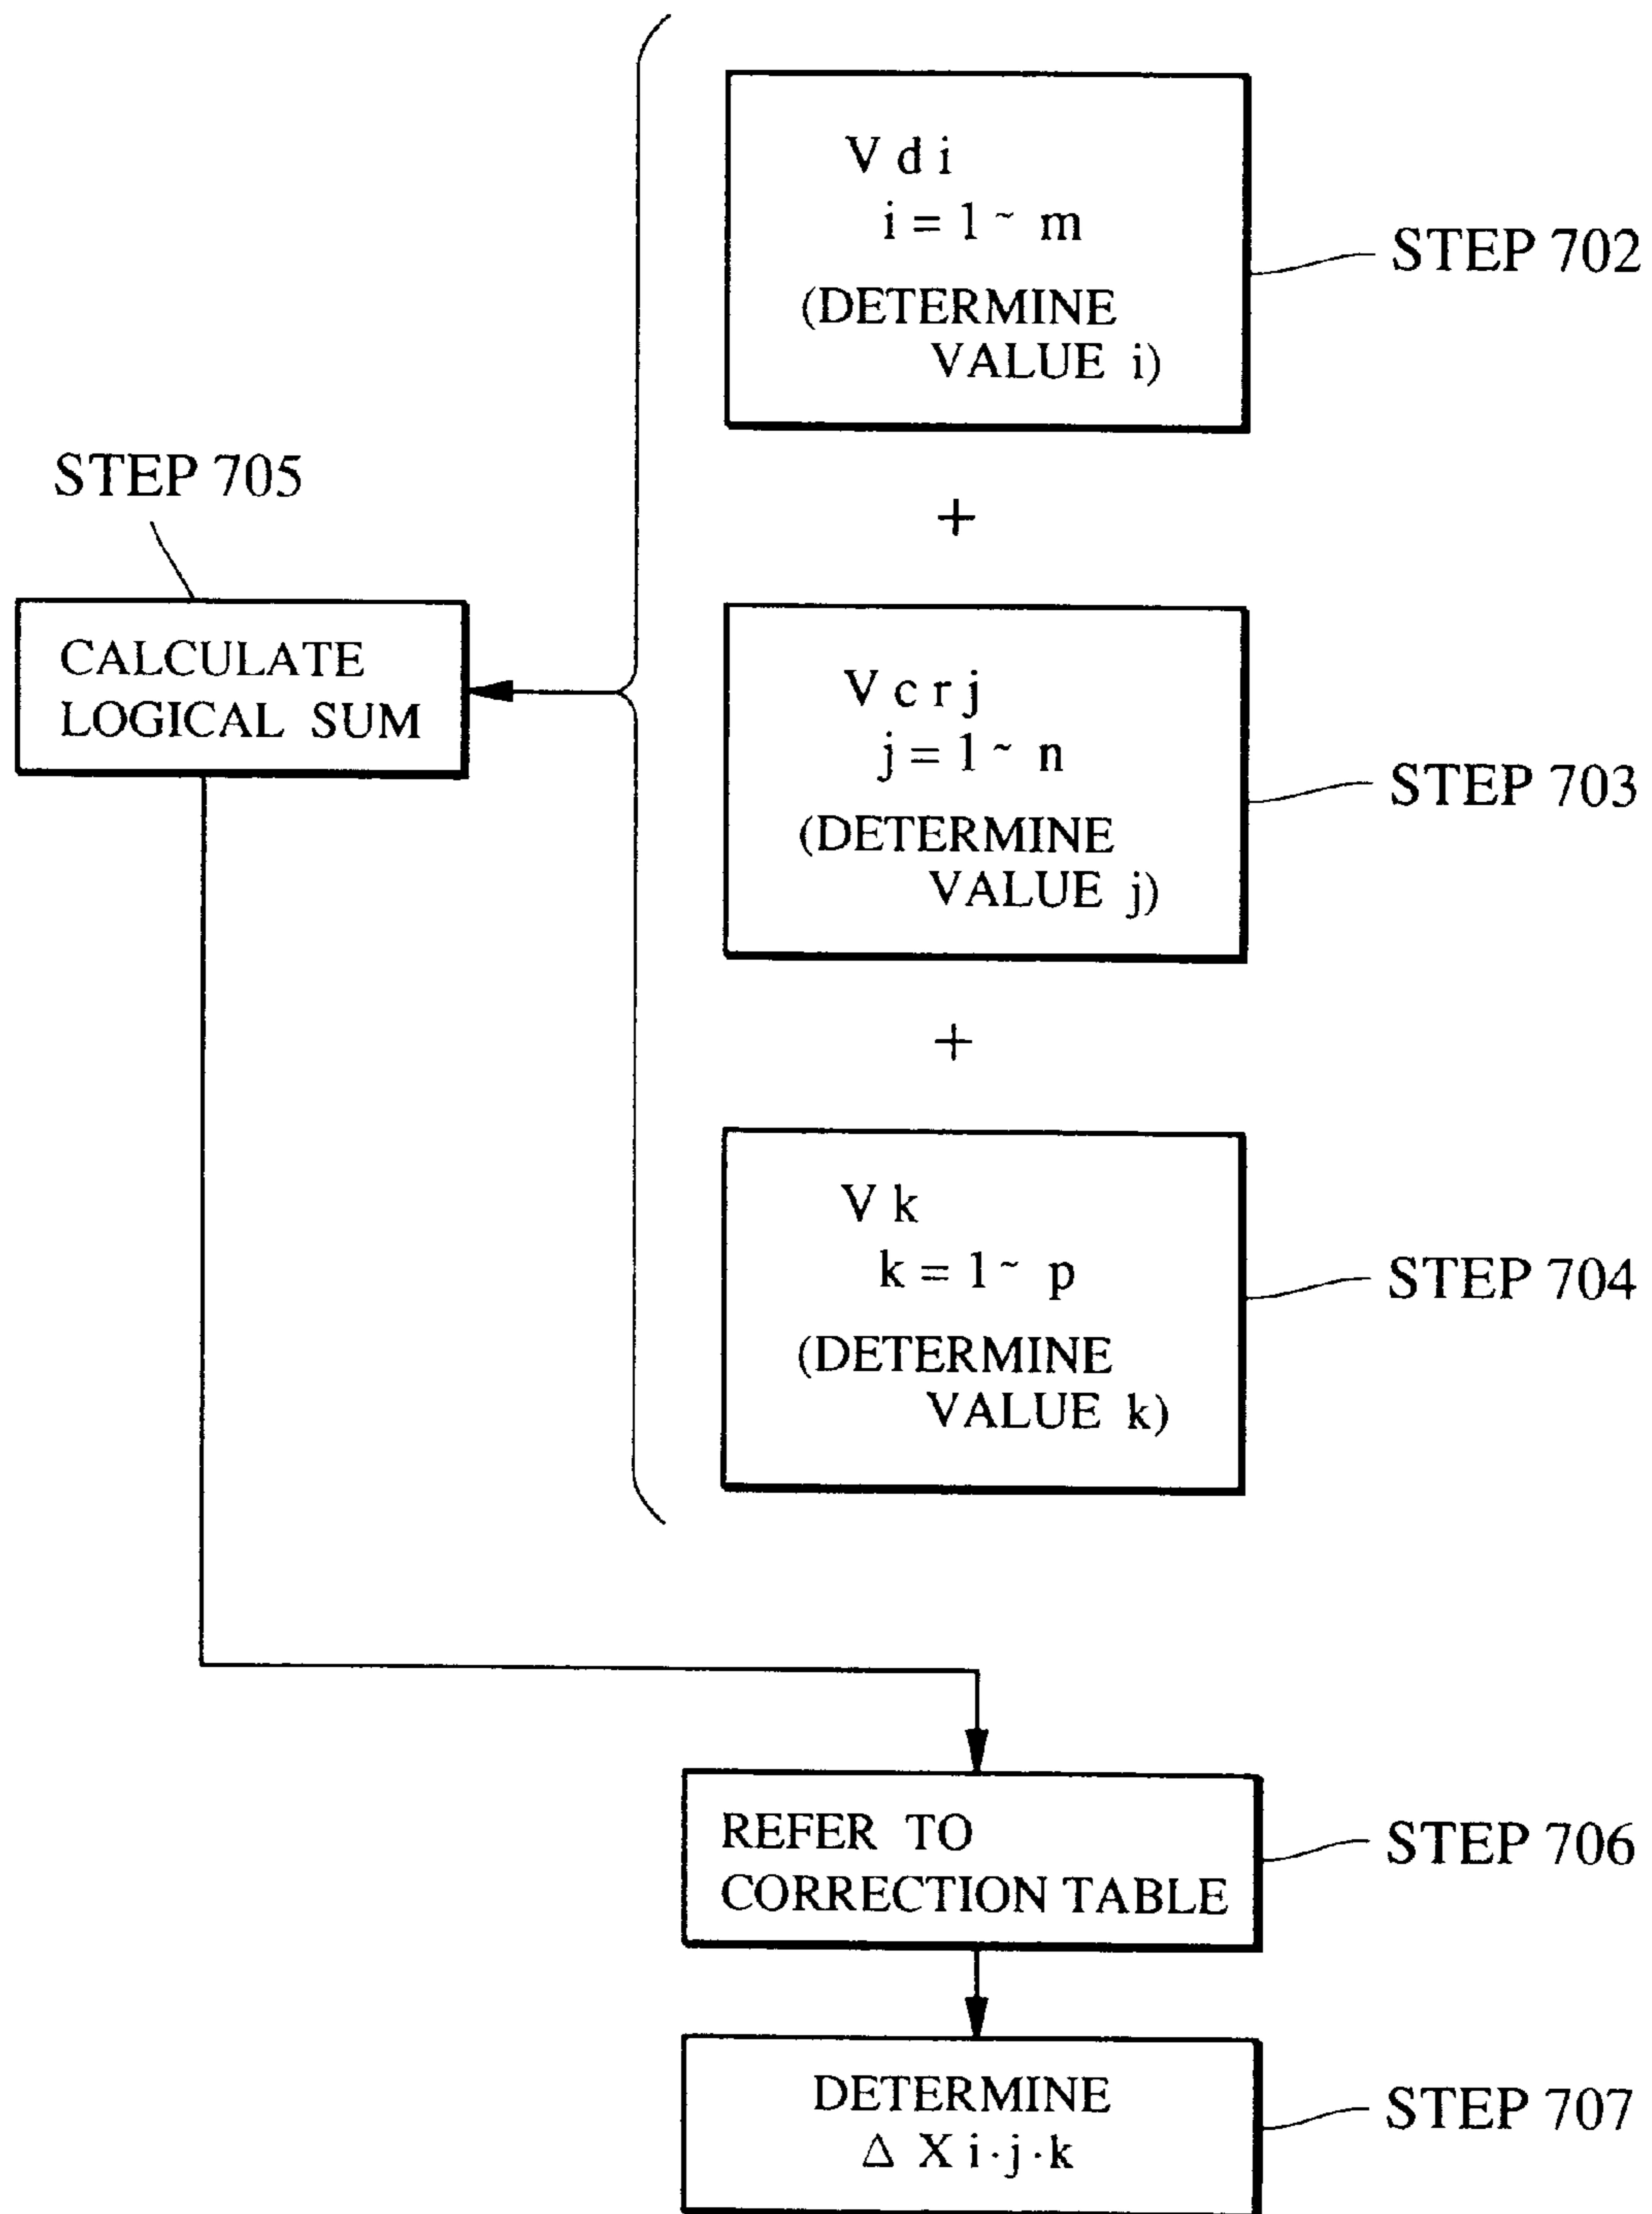 V d i
i = 1 ~ m
(DETERMINE
VALUE i)
STEP 702
+
STEP 705
CALCULATE
LOGICAL SUM
V c r j
j = 1 ~ n
(DETERMINE
VALUE j)
STEP 703
+
V k
k = 1 ~ p
(DETERMINE
VALUE k)
STEP 704
REFER TO
CORRECTION TABLE
STEP 706
DETERMINE
Δ X i·j·k
STEP 707